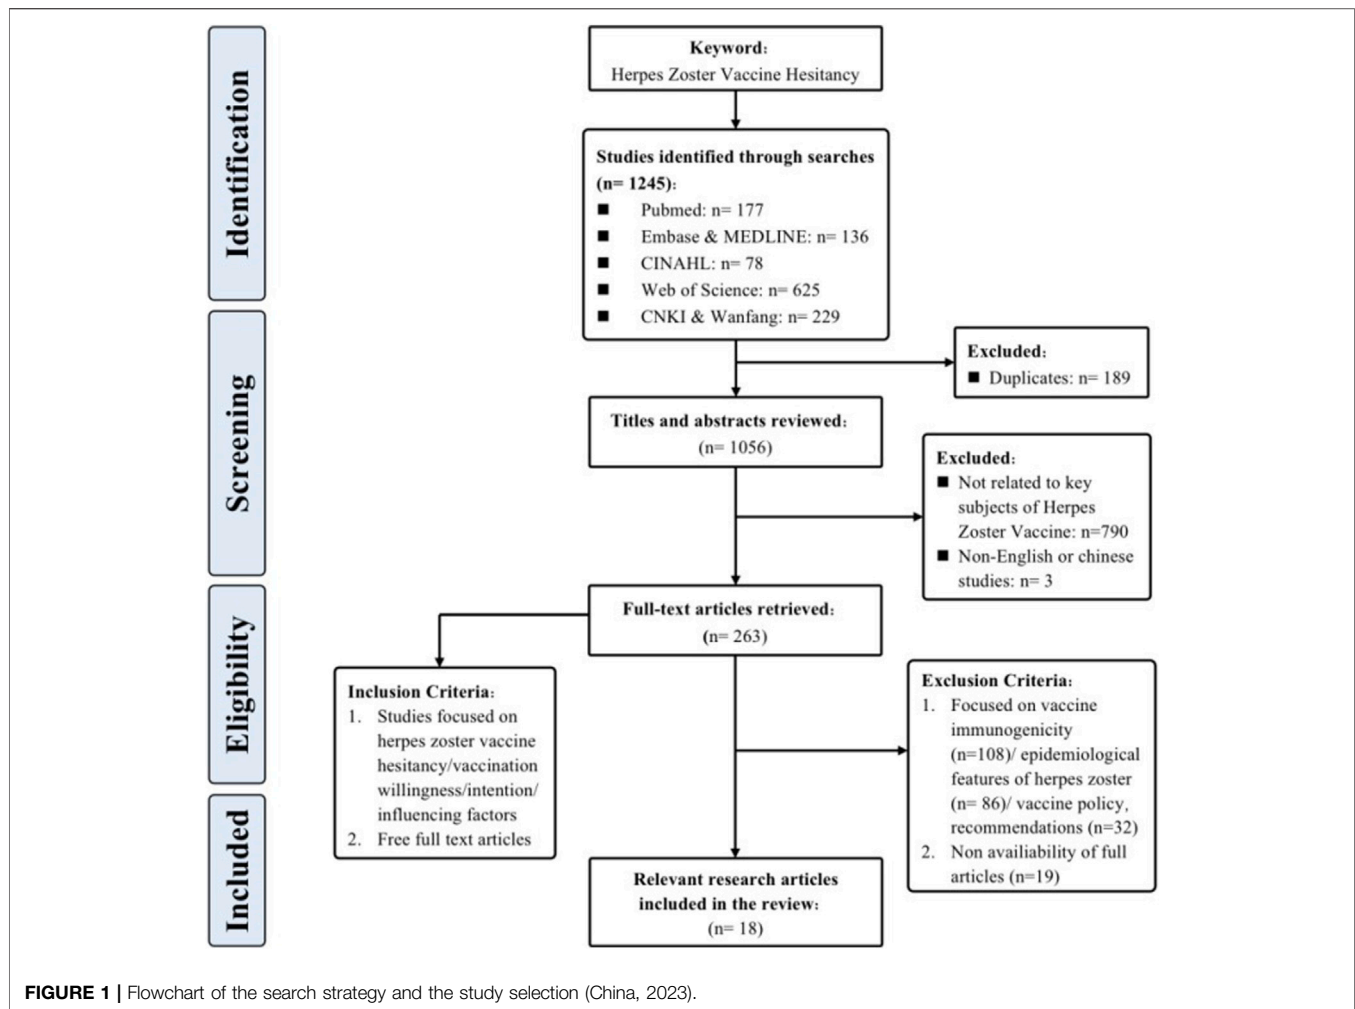 Identification
Keyword:
Herpes Zoster Vaccine Hesitancy
Studies identified through searches
(n= 1245):
■ Pubmed: n= 177
■ Embase & MEDLINE: n= 136
■ CINAHL: n= 78
■ Web of Science: n= 625
■ CNKI & Wanfang: n= 229
Screening
Excluded:
■ Duplicates: n= 189
Titles and abstracts reviewed:
(n= 1056)
Excluded:
■ Not related to key
subjects of Herpes
Zoster Vaccine: n=790
■ Non-English or chinese
studies: n= 3
Eligibility
Full-text articles retrieved:
(n= 263)
Inclusion Criteria:
1. Studies focused on
herpes zoster vaccine
hesitancy/vaccination
willingness/intention/
influencing factors
2. Free full text articles
Exclusion Criteria:
1. Focused on vaccine
immunogenicity
(n=108)/ epidemiological
features of herpes zoster
(n= 86)/ vaccine policy,
recommendations (n=32)
2. Non availiability of full
articles (n=19)
Included
Relevant research articles
included in the review:
(n= 18)
FIGURE 1 | Flowchart of the search strategy and the study selection (China, 2023).